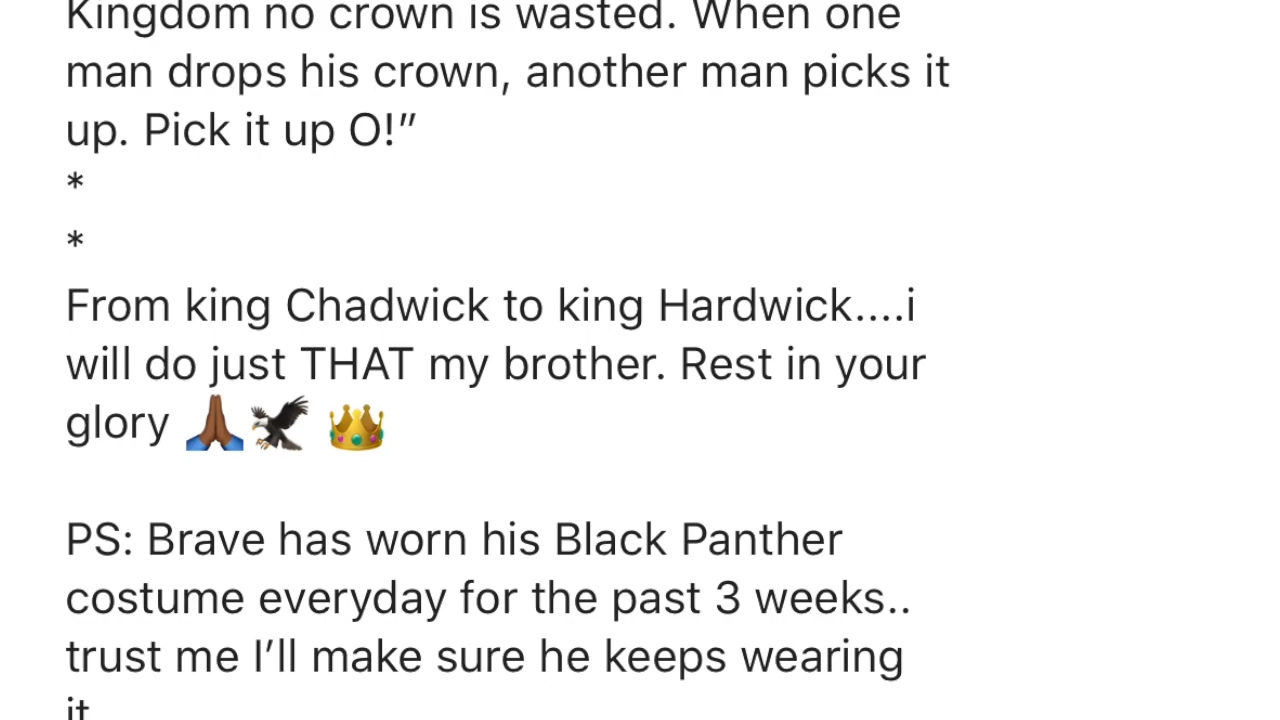 Kingdom no crown is wasted. When one
man drops his crown, another man picks it
up. Pick it up O!”
*
*
From king Chadwick to king Hardwick....i
will do just THAT my brother. Rest in your
glory 🙏🏾🦅 👑
PS: Brave has worn his Black Panther
costume everyday for the past 3 weeks..
trust me I’ll make sure he keeps wearing
it